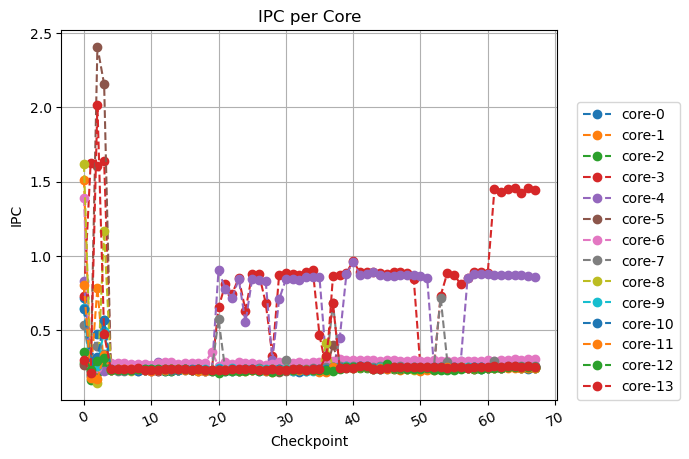 IPC per Core
2.5
2.0
1.5
1.0
0.5
IPC
0
10
20
30
40
50
60
70
Checkpoint
core-0
core-1
core-2
core-3
core-4
core-5
core-6
core-7
core-8
core-9
core-10
core-11
core-12
core-13